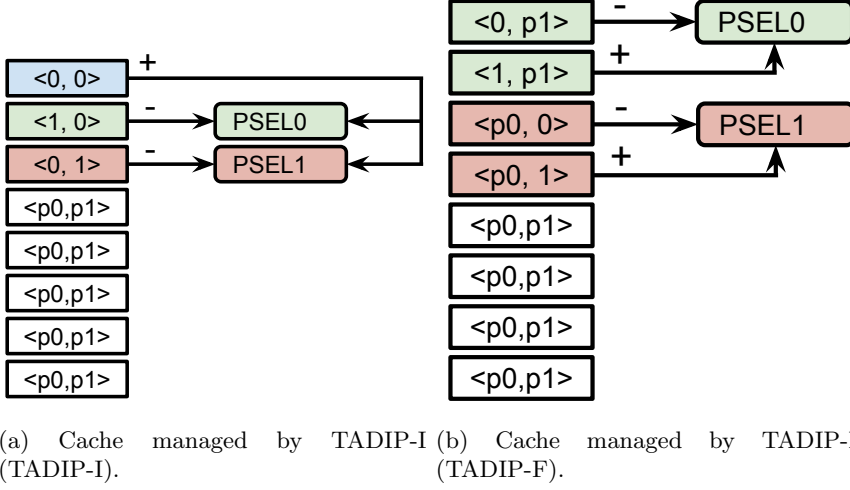 +
<0, 0>
-
<1, 0>
PSEL0
-
<0, 1>
PSEL1
<p0,p1>
<p0,p1>
<p0,p1>
<p0,p1>
<p0,p1>
-
<0, p1>
PSEL0
+
<1, p1>
-
<p0, 0>
PSEL1
+
<p0, 1>
<p0,p1>
<p0,p1>
<p0,p1>
<p0,p1>
(a) Cache managed by TADIP-I
(TADIP-I).
(b) Cache managed by
(TADIP-F).